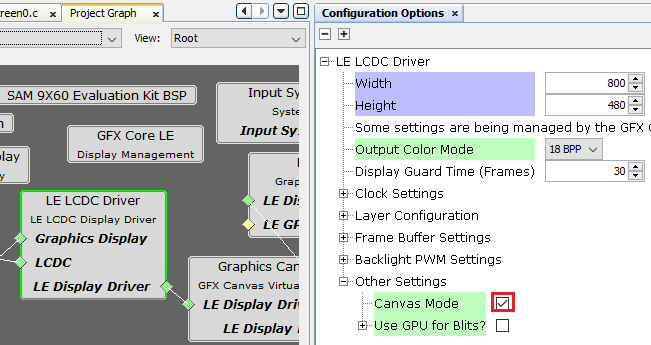 reen0.c
Project Graph
View:
Root
SAM 9X60 Evaluation Kit BSP
GFX Core LE
Display Management
Input Sy
Syste
Input Sy
play
LE LCDC Driver
LE LCDC Display Driver
Graphics Display
LCDC
LE Display Driver
Grap
LE Dis
LE GP
Graphics Can
GFX Canvas Virtua
LE Display Dri
LE Display Dri
Configuration Options
LE LCDC Driver
Width
800
Height
480
Some settings are being managed by the GFX C
Output Color Mode
18 BPP
Display Guard Time (Frames)
30
Clock Settings
Layer Configuration
Frame Buffer Settings
Backlight PWM Settings
Other Settings
Canvas Mode
Use GPU for Blits?